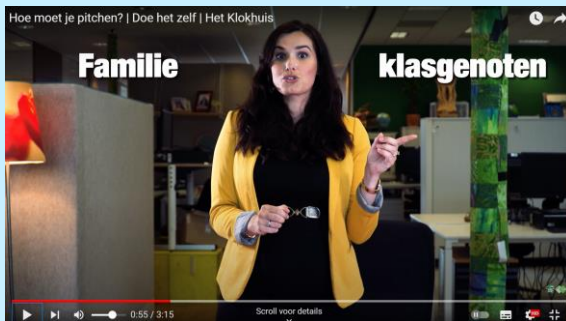 Hoe moet je pitchen? | Doe het zelf | Het Klokhuis
Familie klasgenoten
0:55 / 3:15
Scroll voor details